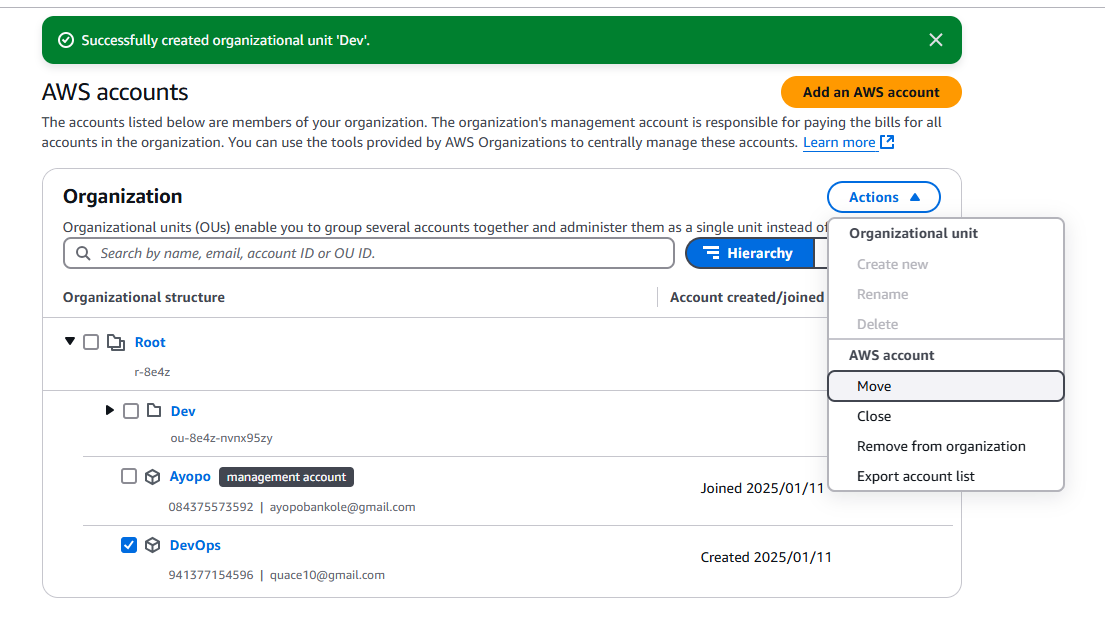 Successfully created organizational unit 'Dev'.
AWS accounts
Add an AWS account
The accounts listed below are members of your organization. The organization's management account is responsible for paying the bills for all
accounts in the organization. You can use the tools provided by AWS Organizations to centrally manage these accounts. Learn more
Organization
Actions
Organizational units (OUs) enable you to group several accounts together and administer them as a single unit instead of
Search by name, email, account ID or OU ID.
Hierarchy
Organizational structure
Account created/joined
Root
r-8e4z
Dev
ou-8e4z-nvnx95zy
Ayopo management account
084375573592 | ayopobankole@gmail.com
Joined 2025/01/11
DevOps
941377154596 | quace10@gmail.com
Created 2025/01/11
Organizational unit
Create new
Rename
Delete
AWS account
Move
Close
Remove from organization
Export account list